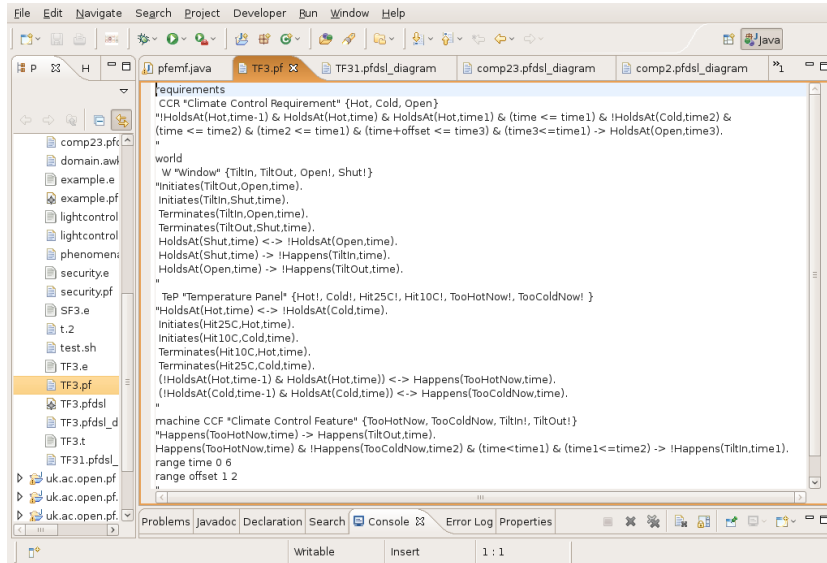 File Edit Navigate Search Project Developer Run Window Help
Java
P H
pfemf.java TF3.pf TF31.pfdsl_diagram comp23.pfdsl_diagram comp2.pfdsl_diagram »1
comp23.pfc
domain.awl
example.e
example.pf
lightcontrol
lightcontrol
phenomena
security.e
security.pf
SF3.e
t.2
test.sh
TF3.e
TF3.pf
TF3.pfdsl
TF3.pfdsl_d
TF3.t
TF31.pfdsl_
uk.ac.open.pf
uk.ac.open.pf.
uk.ac.open.pf.
requirements
CCR "Climate Control Requirement" {Hot, Cold, Open}
"!HoldsAt(Hot,time-1) & HoldsAt(Hot,time) & HoldsAt(Hot,time1) & (time <= time1) & !HoldsAt(Cold,time2) &
(time <= time2) & (time2 <= time1) & (time+offset <= time3) & (time3<=time1) -> HoldsAt(Open,time3).
"
world
W "Window" {TiltIn, TiltOut, Open!, Shut!}
"Initiates(TiltOut,Open,time).
Initiates(TiltIn,Shut,time).
Terminates(TiltIn,Open,time).
Terminates(TiltOut,Shut,time).
HoldsAt(Shut,time) <-> !HoldsAt(Open,time).
HoldsAt(Shut,time) -> !Happens(TiltIn,time).
HoldsAt(Open,time) -> !Happens(TiltOut,time).
"
TeP "Temperature Panel" {Hot!, Cold!, Hit25C!, Hit10C!, TooHotNow!, TooColdNow! }
"HoldsAt(Hot,time) <-> !HoldsAt(Cold,time).
Initiates(Hit25C,Hot,time).
Initiates(Hit10C,Cold,time).
Terminates(Hit10C,Hot,time).
Terminates(Hit25C,Cold,time).
(!HoldsAt(Hot,time-1) & HoldsAt(Hot,time)) <-> Happens(TooHotNow,time).
(!HoldsAt(Cold,time-1) & HoldsAt(Cold,time)) <-> Happens(TooColdNow,time).
"
machine CCF "Climate Control Feature" {TooHotNow, TooColdNow, TiltIn!, TiltOut!}
"Happens(TooHotNow,time) -> Happens(TiltOut,time).
Happens(TooHotNow,time) & !Happens(TooColdNow,time2) & (time<time1) & (time1<=time2) -> !Happens(TiltIn,time1).
range time 0 6
range offset 1 2
"
Problems Javadoc Declaration Search Console Error Log Properties
Writable Insert 1 : 1